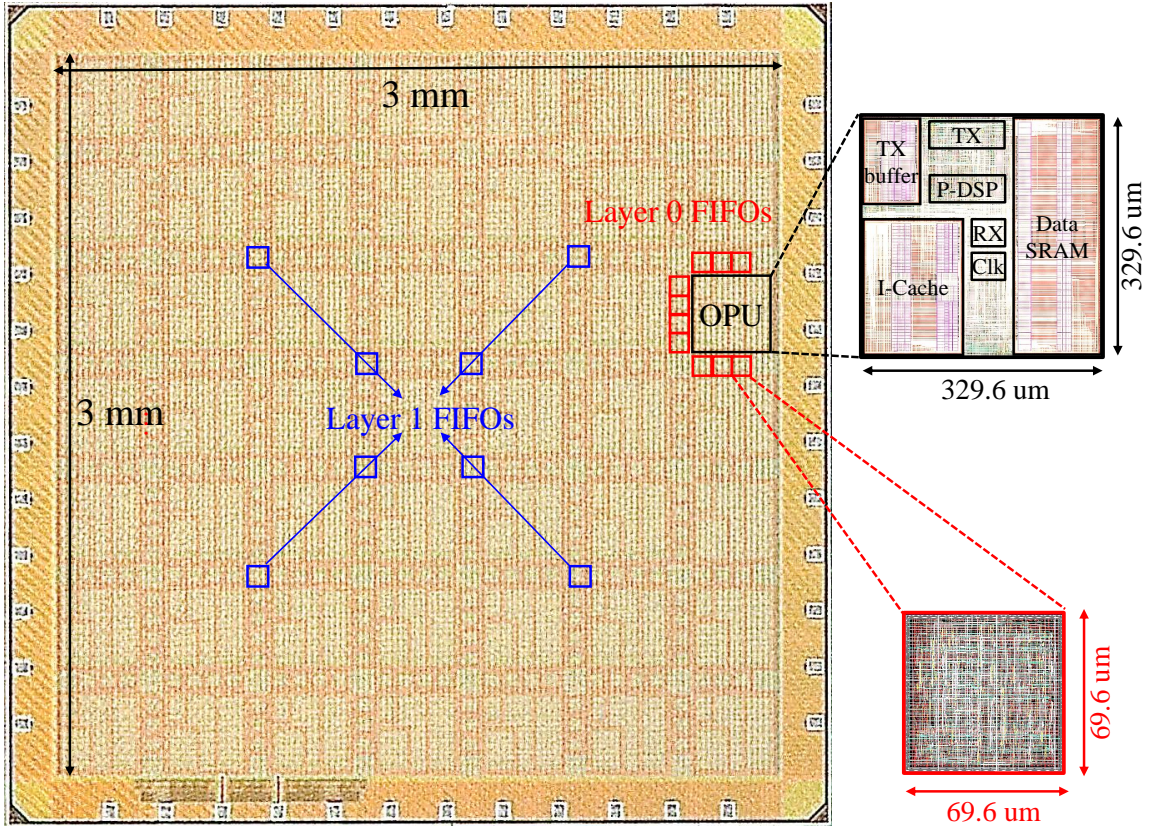 3 mm
3 mm
Layer 0 FIFOs
OPU
Layer 1 FIFOs
TX
buffer
TX
P-DSP
RX
Clk
I-Cache
Data
SRAM
329.6 um
329.6 um
69.6 um
69.6 um